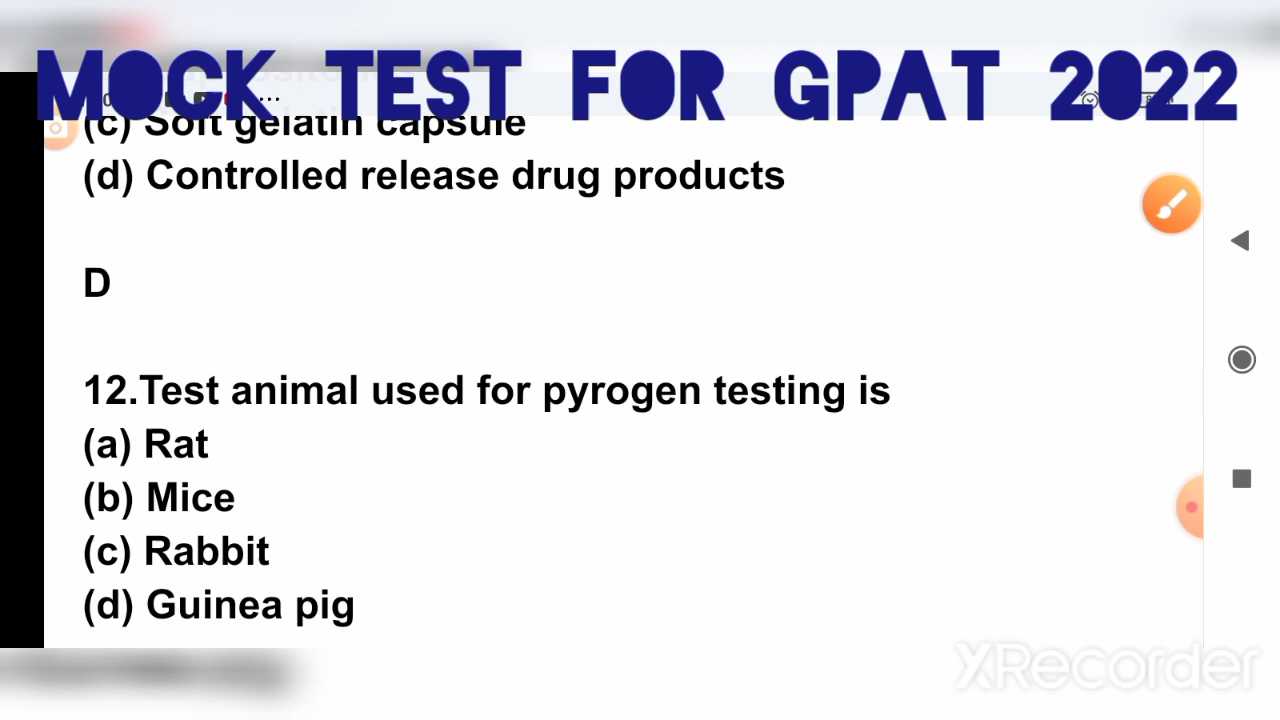 MOCK TEST FOR GPAT 2022
(c) Soft gelatin capsule
(d) Controlled release drug products
D
12.Test animal used for pyrogen testing is
(a) Rat
(b) Mice
(c) Rabbit
(d) Guinea pig
XRecorder